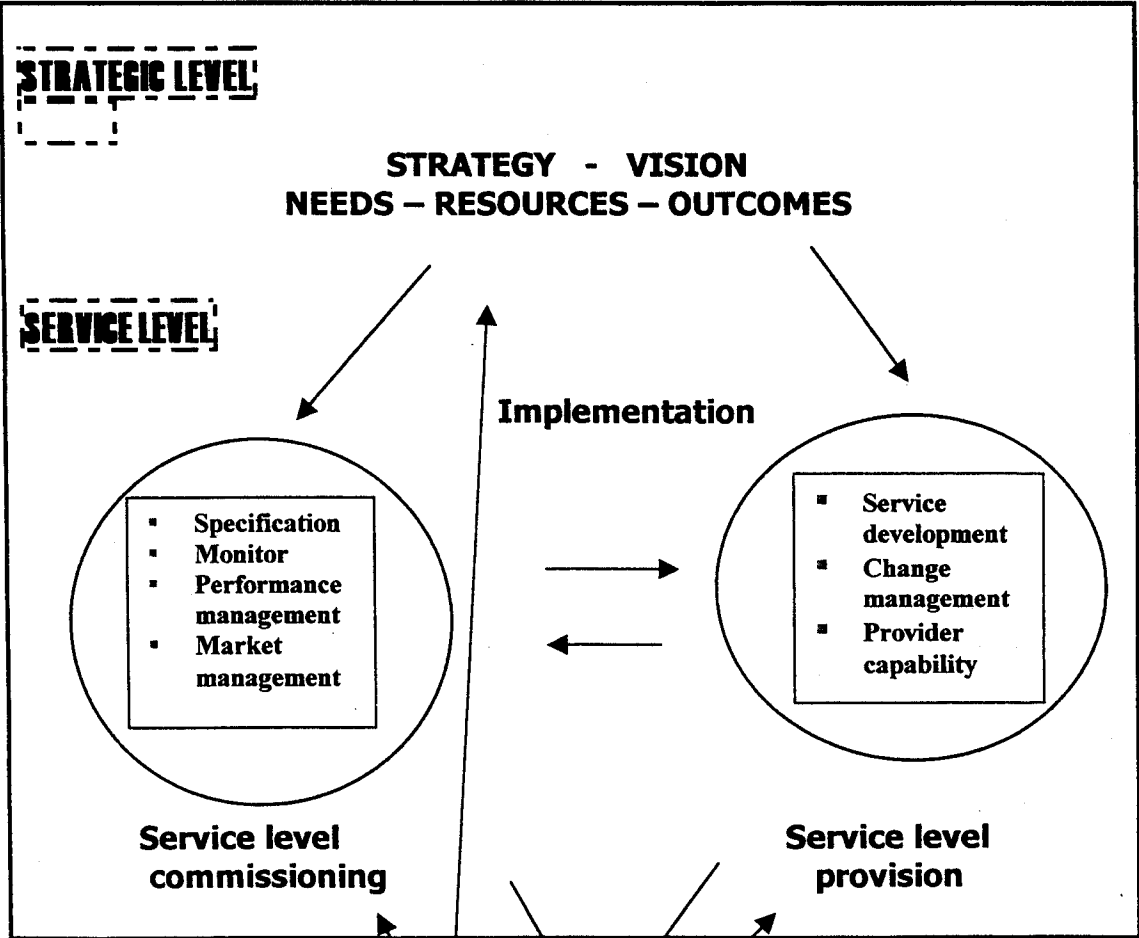 STRATEGIC LEVEL
STRATEGY - VISION
NEEDS – RESOURCES – OUTCOMES
SERVICE LEVEL
Implementation
▪ Specification
▪ Monitor
▪ Performance
management
▪ Market
management
▪ Service
development
▪ Change
management
▪ Provider
capability
Service level
commissioning
Service level
provision